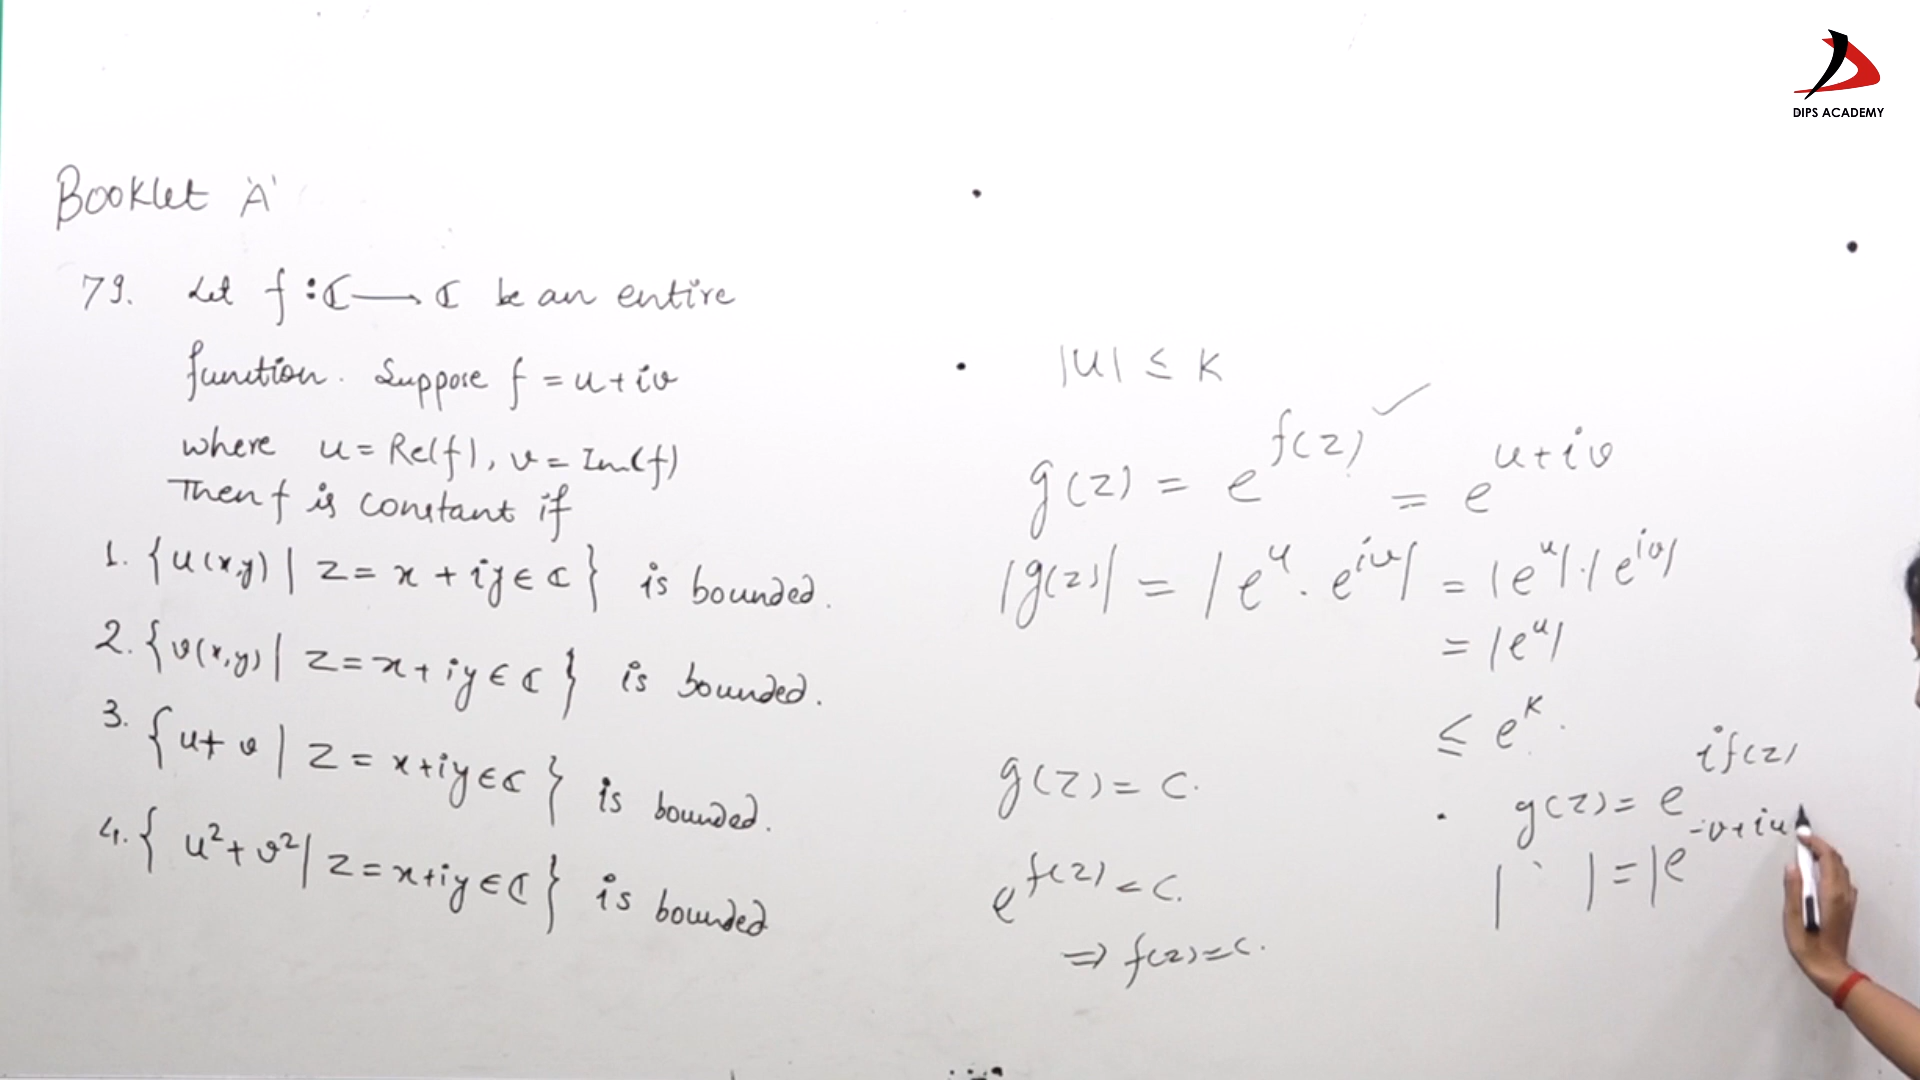 DIPS ACADEMY
Booklet 'A'
79. Let f : ℂ → ℂ be an entire
function. Suppose f = u + iv
where u = Re(f), v = Im(f)
Then f is constant if
1. {u(x,y) | z = x + iy ∈ ℂ} is bounded.
2. {v(x,y) | z = x + iy ∈ ℂ} is bounded.
3. {u + v | z = x + iy ∈ ℂ} is bounded.
4. {u² + v² | z = x + iy ∈ ℂ} is bounded
|u| ≤ K
g(z) = e^{f(z)} ✓ = e^{u+iv}
|g(z)| = |e^u · e^{iv}| = |e^u| · |e^{iv}|
= |e^u|
≤ e^K.
g(z) = c.
e^{f(z)} = c.
⇒ f(z) = c.
• g(z) = e^{if(z)}
| | = |e^{-v+iu}